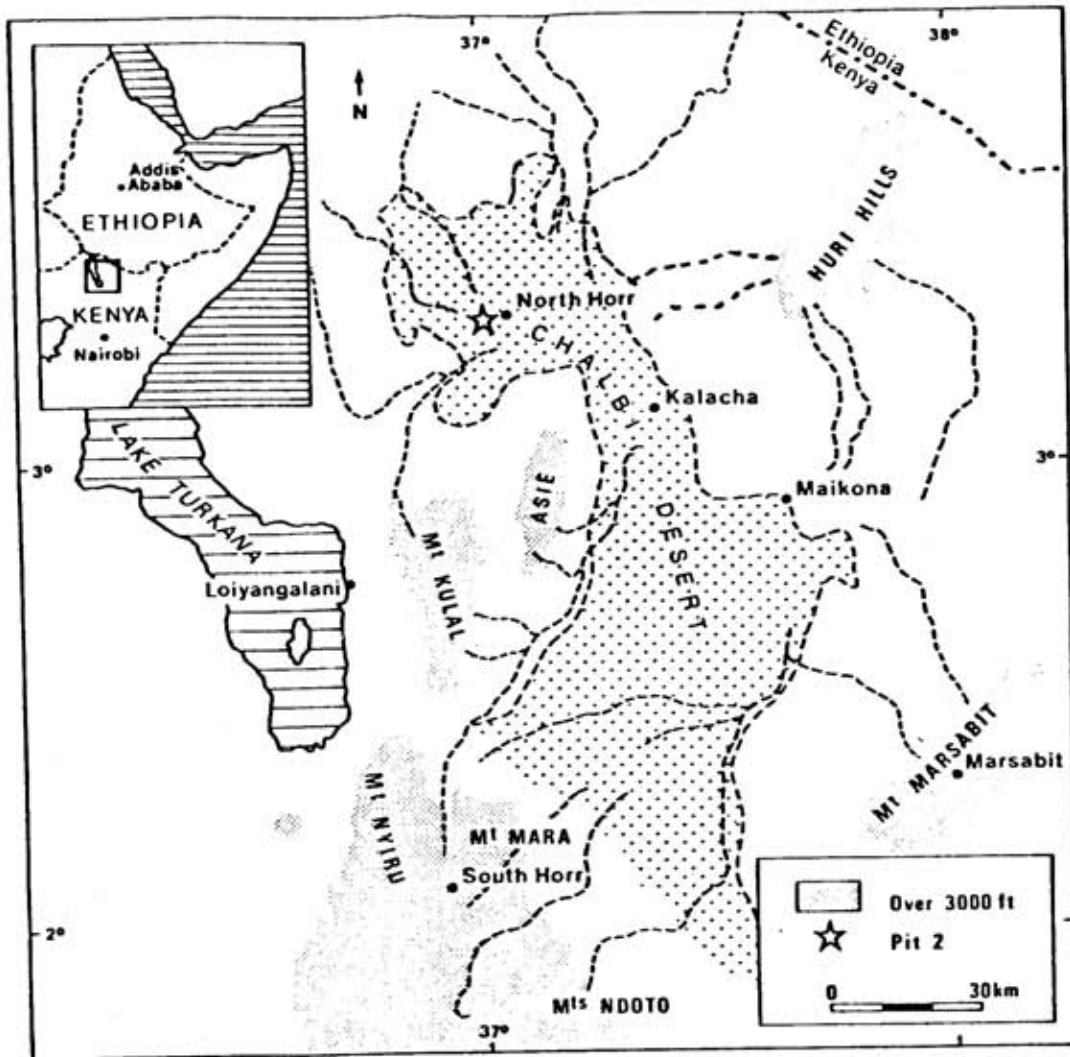 37°
38°
Ethiopia
Kenya
N
Addis
Ababa
ETHIOPIA
KENYA
Nairobi
HURI HILLS
North Horr
CHALBI DESERT
Kalacha
3°
3°
LAKE TURKANA
ASIE
Maikona
Mt KULAL
Loiyangalani
Mt MARSABIT
Marsabit
Mt NYIRU
Mt MARA
South Horr
2°
Mts NDOTO
37°
Over 3000 ft
Pit 2
0 30km